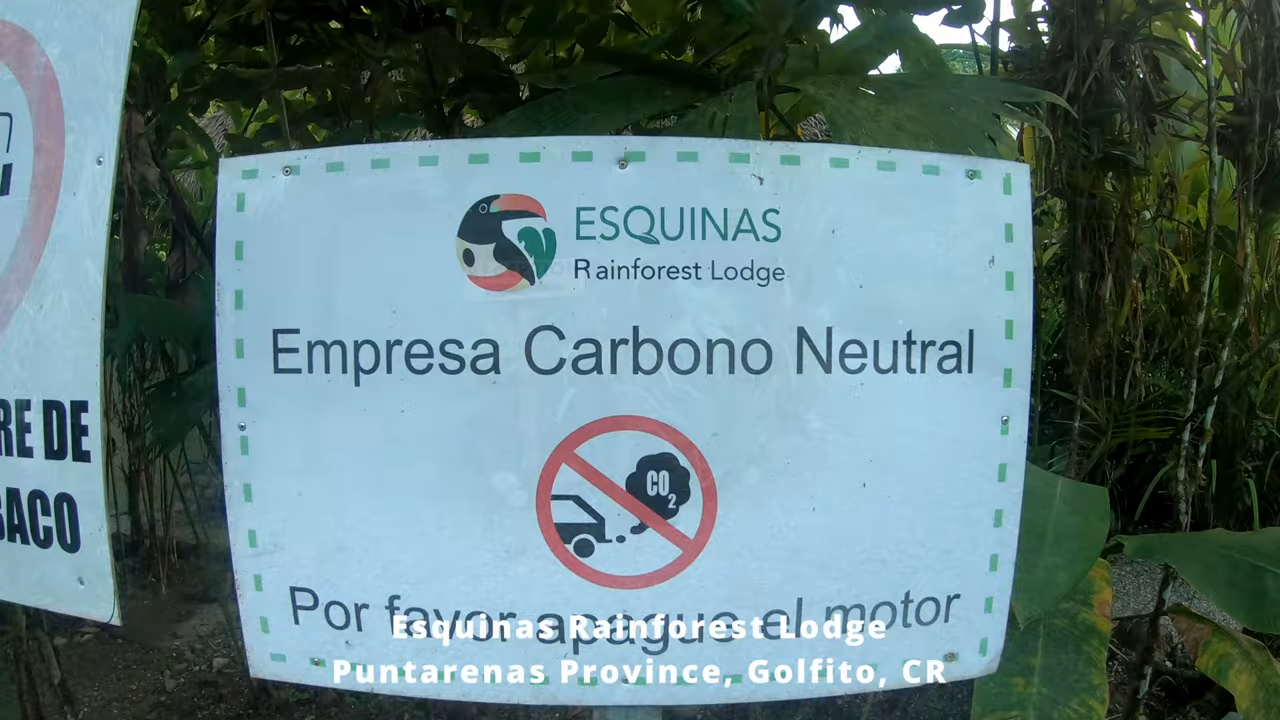 RE DE
ESQUINAS
Rainforest Lodge
Empresa Carbono Neutral
CO2
Por favor apague el motor
Esquinas Rainforest Lodge
Puntarenas Province, Golfito, CR